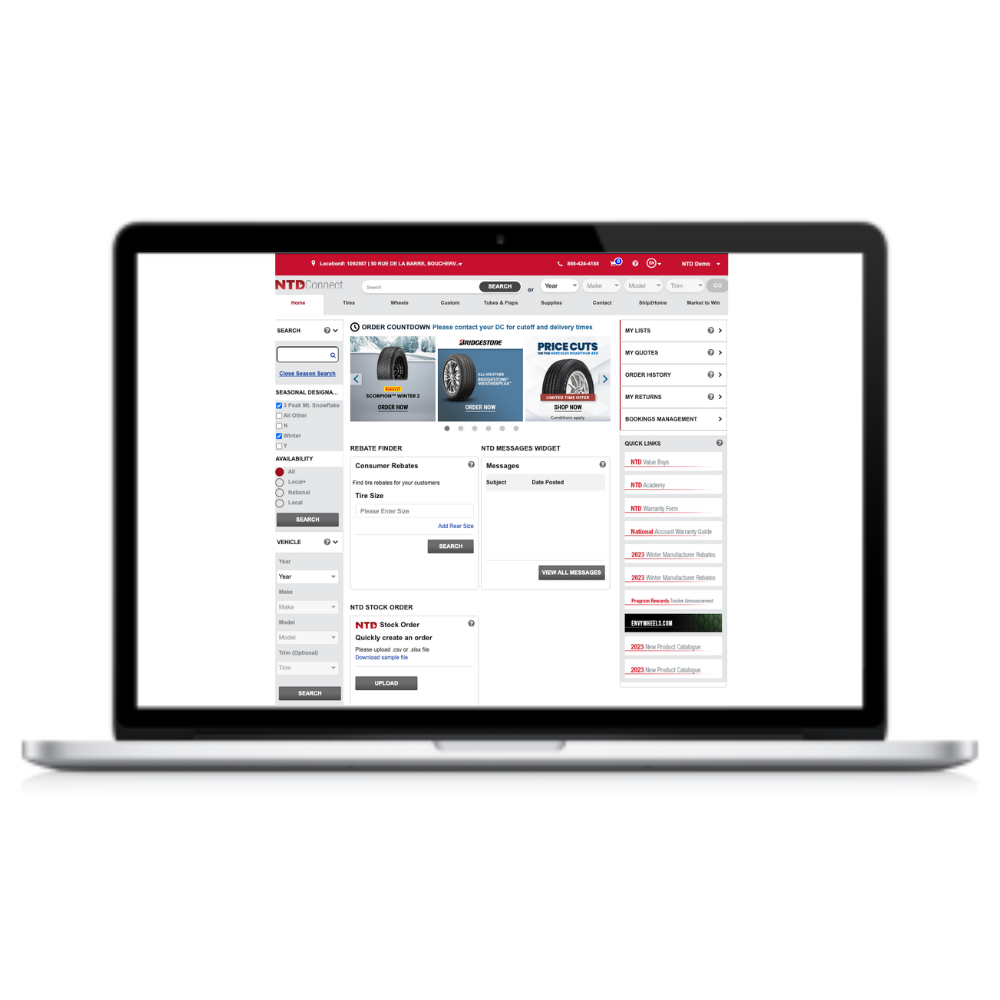 Location#: 1092987 | 50 RUE DE LA BARRE, BOUCHERV.
0
EN
NTD Demo
NTDConnect
Search
SEARCH
or
Year
Make
Model
Trim
GO
Home
Tires
Wheels
Custom
Tubes & Flaps
Supplies
Contact
Ship2Home
Market to Win
SEARCH
Close Season Search
SEASONAL DESIGNA...
3 Peak Mt. Snowflake
All Other
N
Winter
Y
AVAILABILITY
All
Local+
National
Local
SEARCH
VEHICLE
Year
Year
Make
Make
Model
Model
Trim (Optional)
Trim
SEARCH
ORDER COUNTDOWN Please contact your DC for cutoff and delivery times
PIRELLI
SCORPION™ WINTER 2
ORDER NOW
BRIDGESTONE
ALL-WEATHER
BRIDGESTONE
WEATHERPEAK™
ORDER NOW
PRICE CUTS
ON THE HERCULES ROADTOUR 855
LIMITED TIME OFFER
SHOP NOW
Conditions apply.
REBATE FINDER
Consumer Rebates
Find tire rebates for your customers
Tire Size
Please Enter Size
Add Rear Size
SEARCH
NTD MESSAGES WIDGET
Messages
Subject
Date Posted
VIEW ALL MESSAGES
NTD STOCK ORDER
NTD Stock Order
Quickly create an order
Please upload .csv or .xlsx file
Download sample file
UPLOAD
MY LISTS
MY QUOTES
ORDER HISTORY
MY RETURNS
BOOKINGS MANAGEMENT
QUICK LINKS
NTD Value Buys
NTD Academy
NTD Warranty Form
National Account Warranty Guide
2023 Winter Manufacturer Rebates
2023 Winter Manufacturer Rebates
Program Rewards Tracker Announcement
ENVYWHEELS.COM
2023 New Product Catalogue
2023 New Product Catalogue